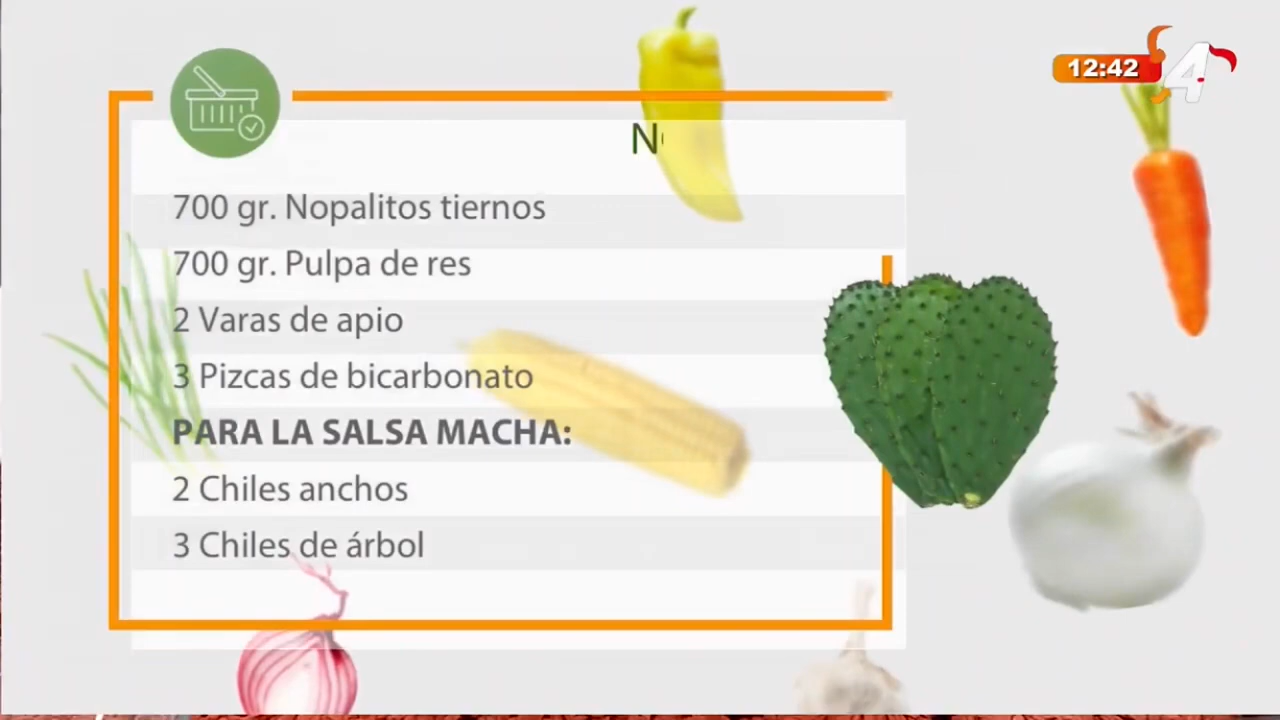 12:42
4
700 gr. Nopalitos tiernos
700 gr. Pulpa de res
2 Varas de apio
3 Pizcas de bicarbonato
PARA LA SALSA MACHA:
2 Chiles anchos
3 Chiles de árbol